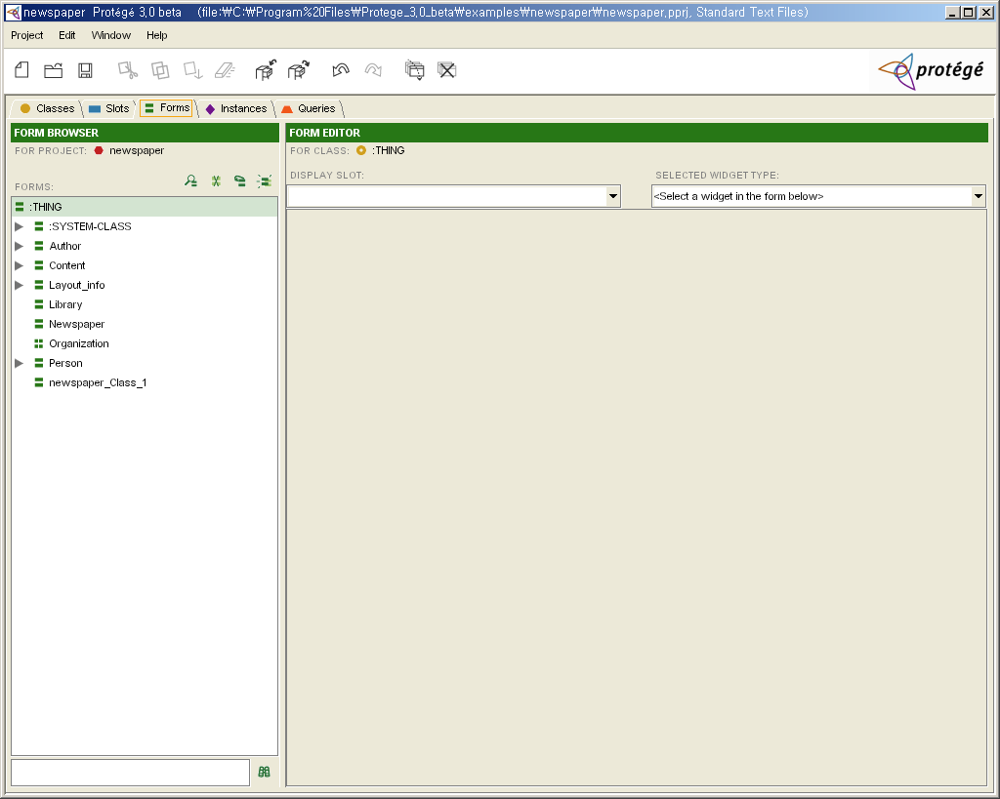 newspaper Protégé 3,0 beta (file:₩C:₩Program%20Files₩Protege_3,0_beta₩examples₩newspaper₩newspaper,pprj, Standard Text Files)
Project Edit Window Help
protégé
Classes Slots Forms Instances Queries
FORM BROWSER
FOR PROJECT: newspaper
FORMS:
:THING
:SYSTEM-CLASS
Author
Content
Layout_info
Library
Newspaper
Organization
Person
newspaper_Class_1
FORM EDITOR
FOR CLASS: :THING
DISPLAY SLOT:
SELECTED WIDGET TYPE:
<Select a widget in the form below>